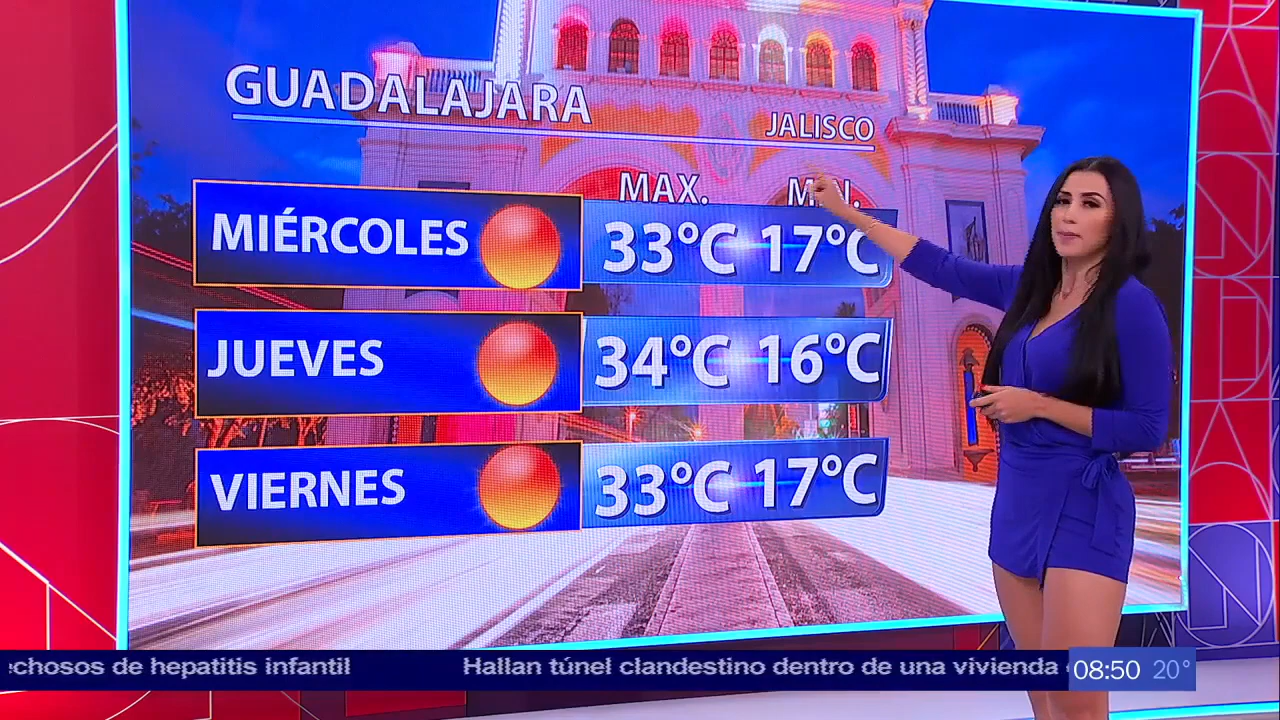 GUADALAJARA
JALISCO
MAX. MIN.
MIÉRCOLES 33°C 17°C
JUEVES 34°C 16°C
VIERNES 33°C 17°C
chosos de hepatitis infantil Hallan túnel clandestino dentro de una vivienda
08:50 20°